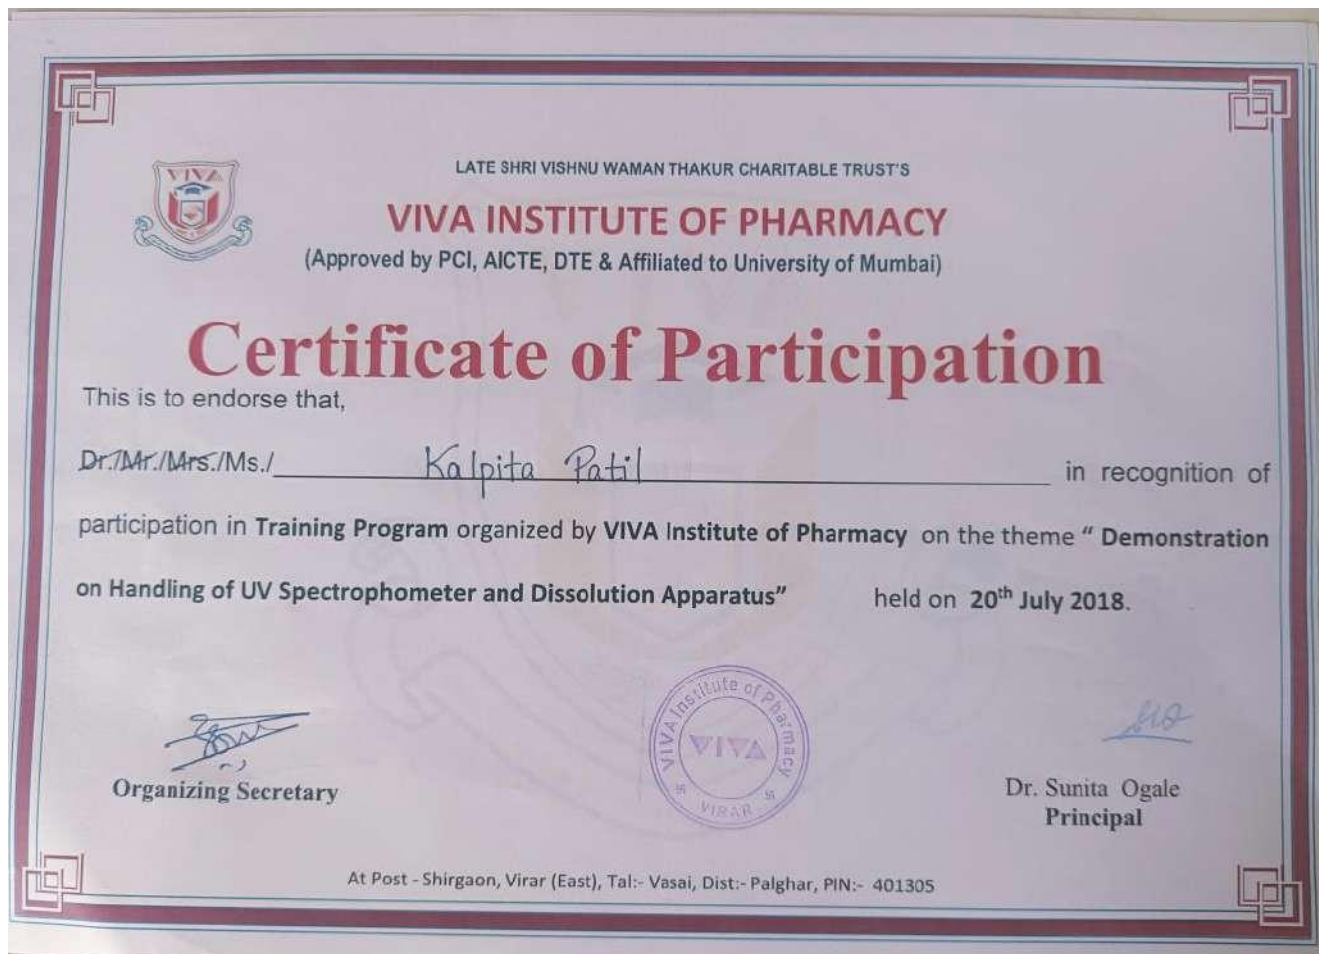 VIVA
LATE SHRI VISHNU WAMAN THAKUR CHARITABLE TRUST'S
VIVA INSTITUTE OF PHARMACY
(Approved by PCI, AICTE, DTE & Affiliated to University of Mumbai)
Certificate of Participation
This is to endorse that,
Dr./Mr./Mrs./Ms./ Kalpita Patil in recognition of
participation in Training Program organized by VIVA Institute of Pharmacy on the theme “ Demonstration
on Handling of UV Spectrophometer and Dissolution Apparatus” held on 20th July 2018.
VIVA Institute of Pharmacy
VIVA
VIRAR
Organizing Secretary
Dr. Sunita Ogale
Principal
At Post - Shirgaon, Virar (East), Tal:- Vasai, Dist:- Palghar, PIN:- 401305